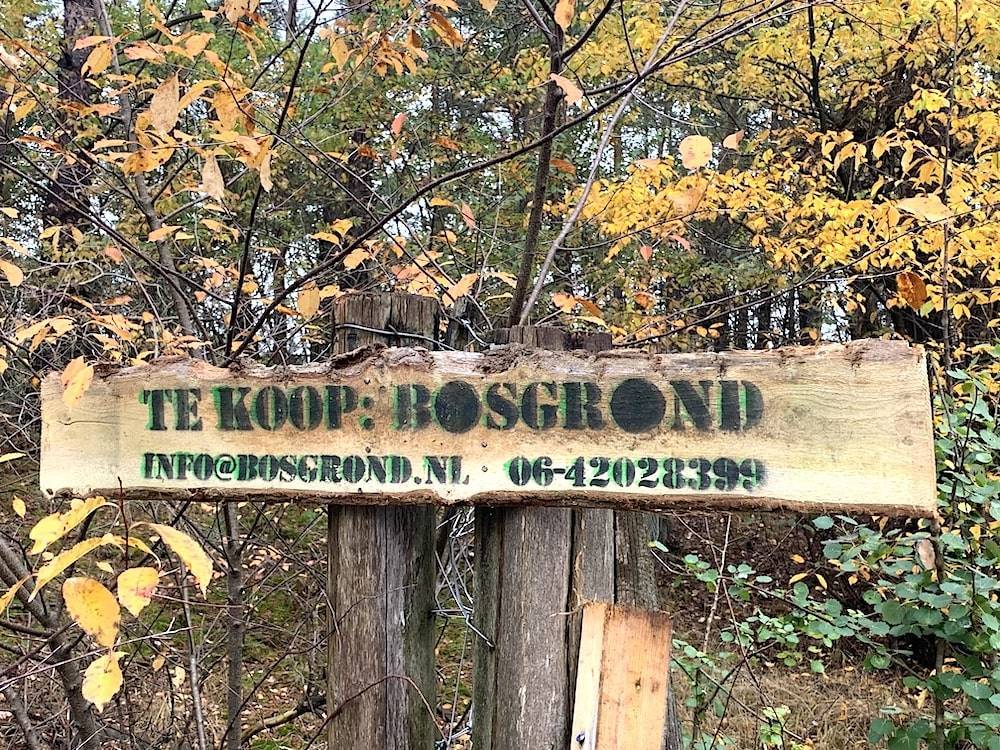 TE KOOP: BOSGROND
INFO@BOSGROND.NL · 06-42028399